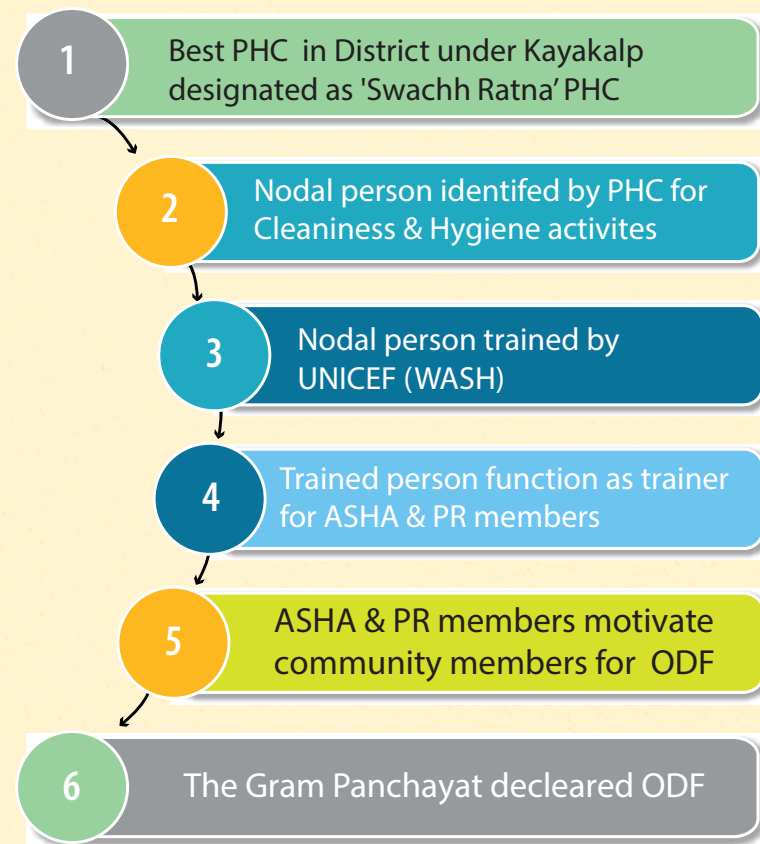 1
Best PHC in District under Kayakalp
designated as 'Swachh Ratna’ PHC
2
Nodal person identifed by PHC for
Cleaniness & Hygiene activites
3
Nodal person trained by
UNICEF (WASH)
4
Trained person function as trainer
for ASHA & PR members
5
ASHA & PR members motivate
community members for ODF
6
The Gram Panchayat decleared ODF